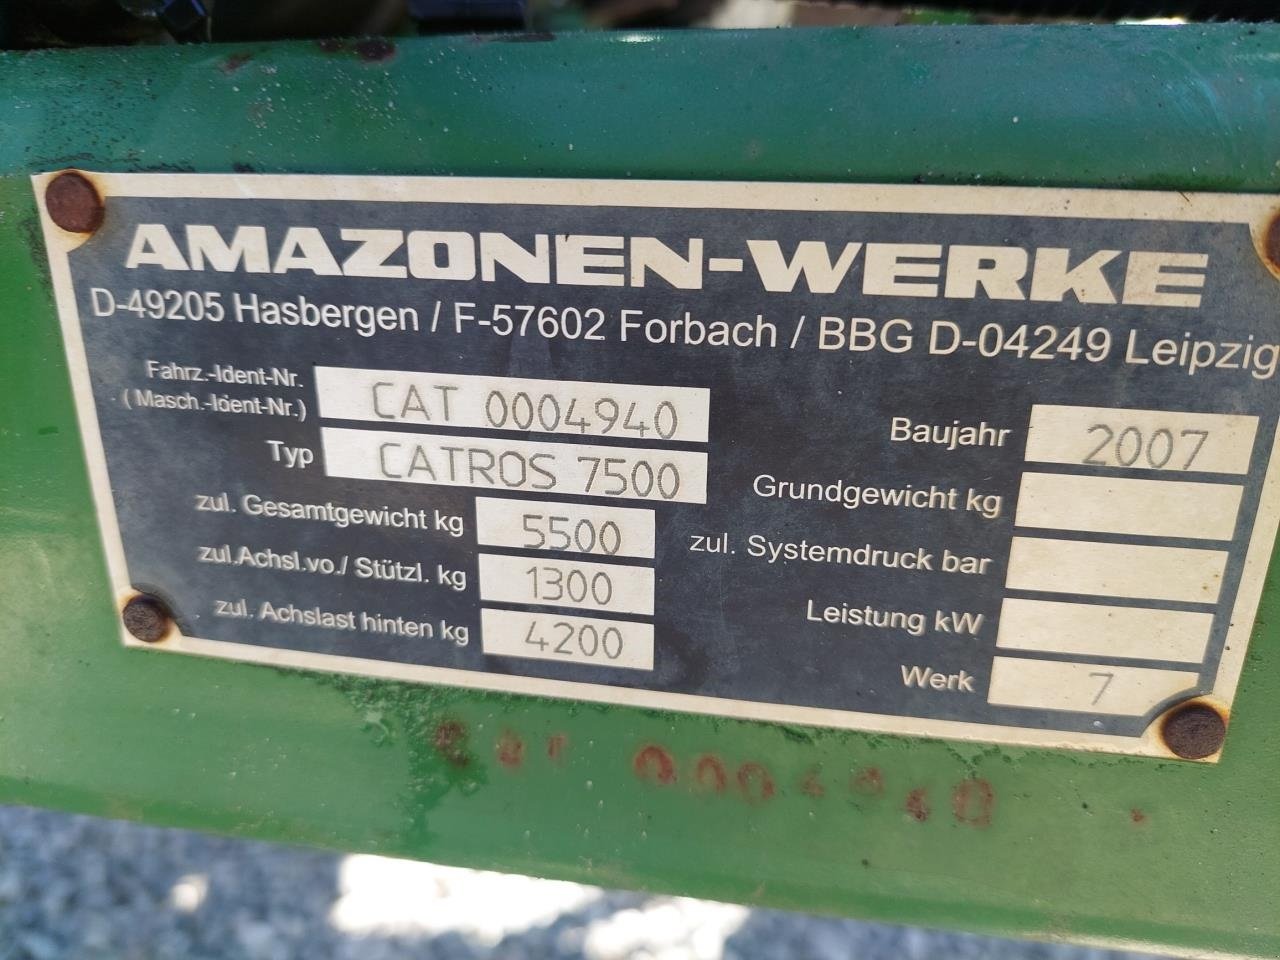 AMAZONEN-WERKE
D-49205 Hasbergen / F-57602 Forbach / BBG D-04249 Leipzig
Fahrz.-Ident-Nr.
(Masch.-Ident-Nr.) CAT 0004940
Typ CATROS 7500
zul. Gesamtgewicht kg 5500
zul.Achsl.vo./ Stützl. kg 1300
zul. Achslast hinten kg 4200
Baujahr 2007
Grundgewicht kg
zul. Systemdruck bar
Leistung kW
Werk 7
CAT 0004940